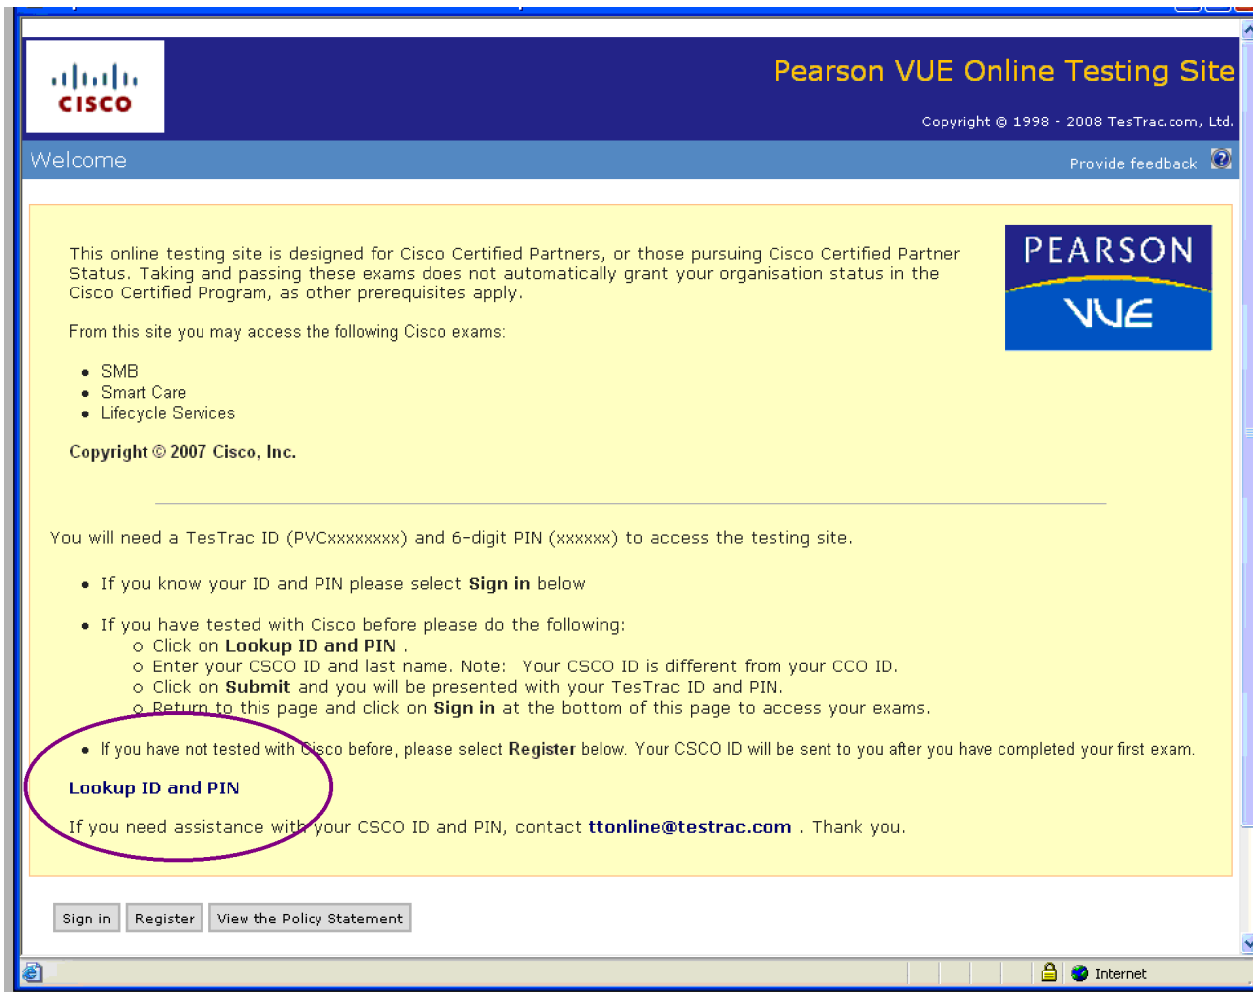 CISCO
Pearson VUE Online Testing Site
Copyright © 1998 - 2008 TesTrac.com, Ltd.
Welcome
Provide feedback
This online testing site is designed for Cisco Certified Partners, or those pursuing Cisco Certified Partner
Status. Taking and passing these exams does not automatically grant your organisation status in the
Cisco Certified Program, as other prerequisites apply.
PEARSON
VUE
From this site you may access the following Cisco exams:
• SMB
• Smart Care
• Lifecycle Services
Copyright © 2007 Cisco, Inc.
You will need a TesTrac ID (PVCxxxxxxxx) and 6-digit PIN (xxxxxx) to access the testing site.
• If you know your ID and PIN please select Sign in below
• If you have tested with Cisco before please do the following:
o Click on Lookup ID and PIN .
o Enter your CSCO ID and last name. Note: Your CSCO ID is different from your CCO ID.
o Click on Submit and you will be presented with your TesTrac ID and PIN.
o Return to this page and click on Sign in at the bottom of this page to access your exams.
• If you have not tested with Cisco before, please select Register below. Your CSCO ID will be sent to you after you have completed your first exam.
Lookup ID and PIN
If you need assistance with your CSCO ID and PIN, contact ttonline@testrac.com . Thank you.
Sign in
Register
View the Policy Statement
Internet